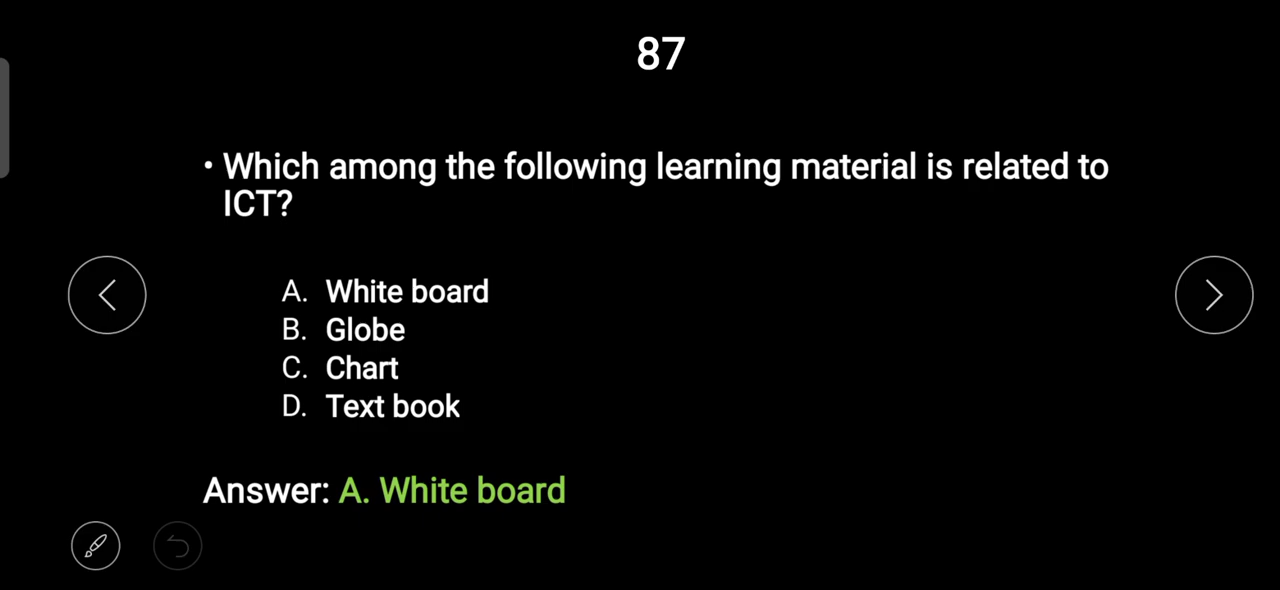 87
• Which among the following learning material is related to
ICT?
A. White board
B. Globe
C. Chart
D. Text book
Answer: A. White board